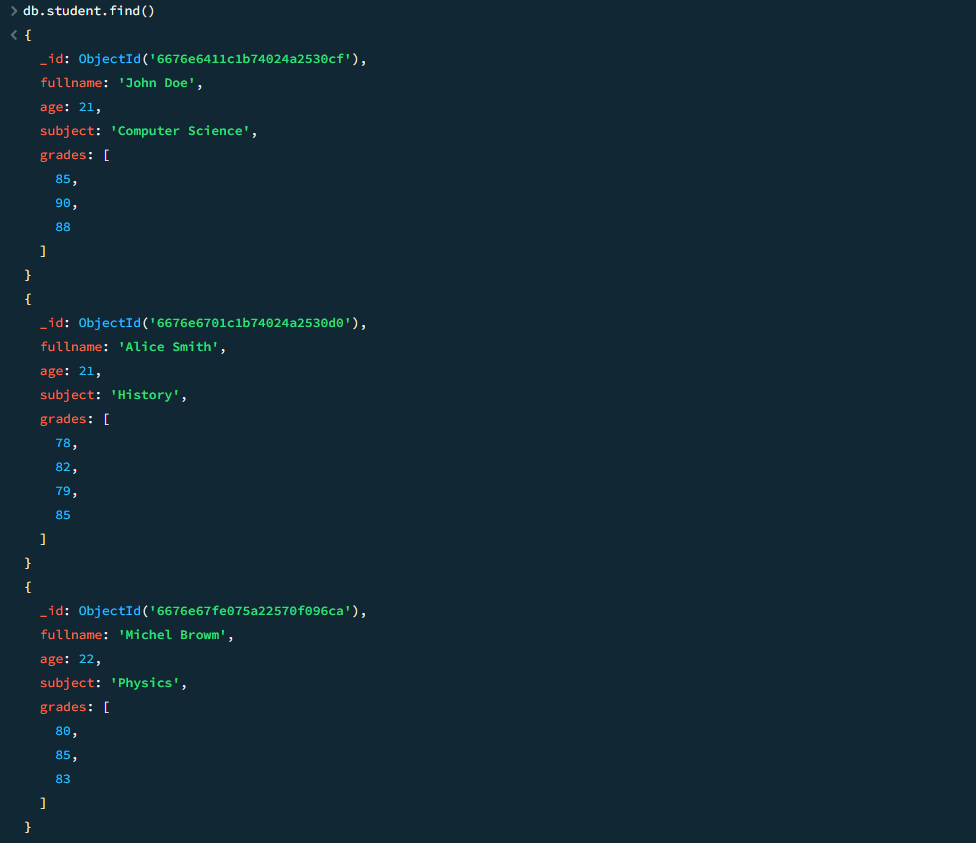 > db.student.find()
< {
_id: ObjectId('6676e6411c1b74024a2530cf'),
fullname: 'John Doe',
age: 21,
subject: 'Computer Science',
grades: [
85,
90,
88
]
}
{
_id: ObjectId('6676e6701c1b74024a2530d0'),
fullname: 'Alice Smith',
age: 21,
subject: 'History',
grades: [
78,
82,
79,
85
]
}
{
_id: ObjectId('6676e67fe075a22570f096ca'),
fullname: 'Michel Browm',
age: 22,
subject: 'Physics',
grades: [
80,
85,
83
]
}